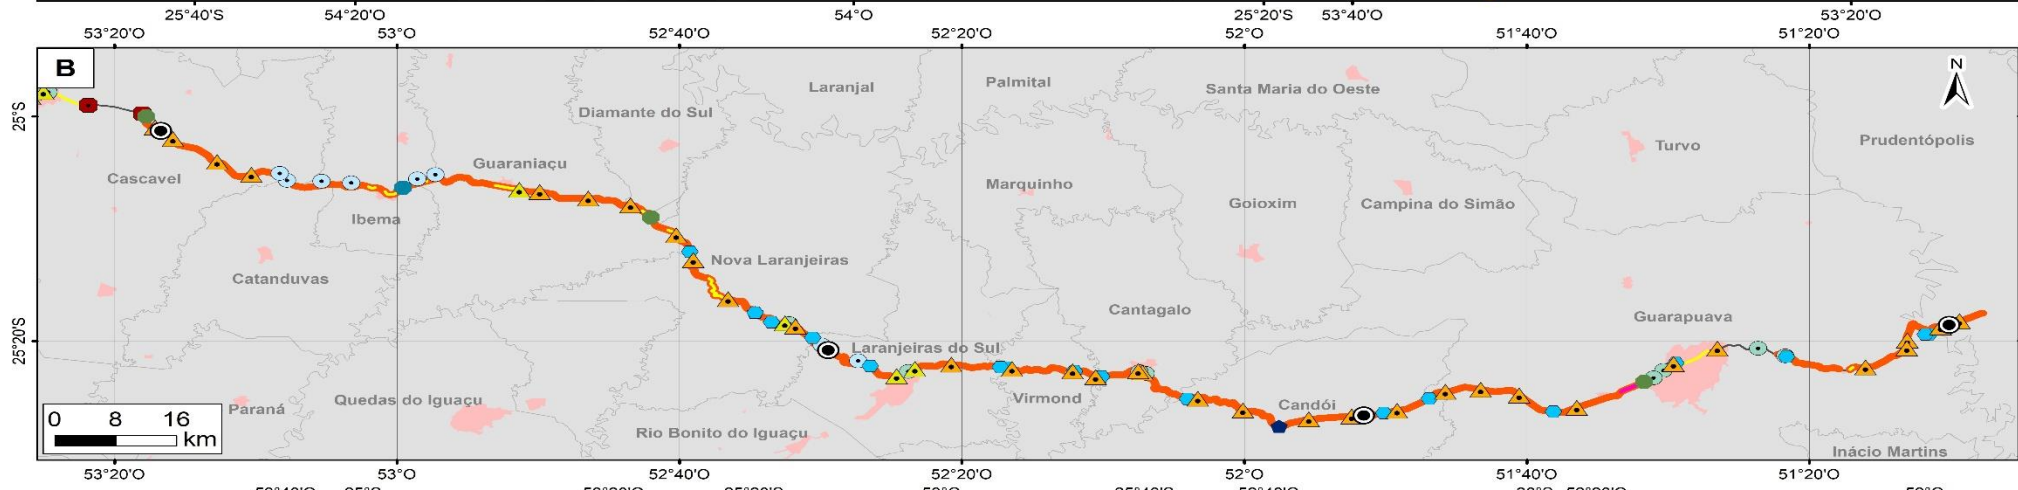 25°40'S 54°20'O 54°O 25°20'S 53°40'O 53°20'O
53°20'O 53°O 52°40'O 52°20'O 52°O 51°40'O 51°20'O
B
N
Laranjal
Palmital
Santa Maria do Oeste
Diamante do Sul
25°S
Turvo
Prudentópolis
Guaraniaçu
Cascavel
Marquinho
Goioxim
Campina do Simão
Ibema
Nova Laranjeiras
Catanduvas
Cantagalo
Guarapuava
25°20'S
Laranjeiras do Sul
Virmond
Candói
Paraná
Quedas do Iguaçu
Rio Bonito do Iguaçu
Inácio Martins
0 8 16
km
53°20'O 53°O 52°40'O 52°20'O 52°O 51°40'O 51°20'O